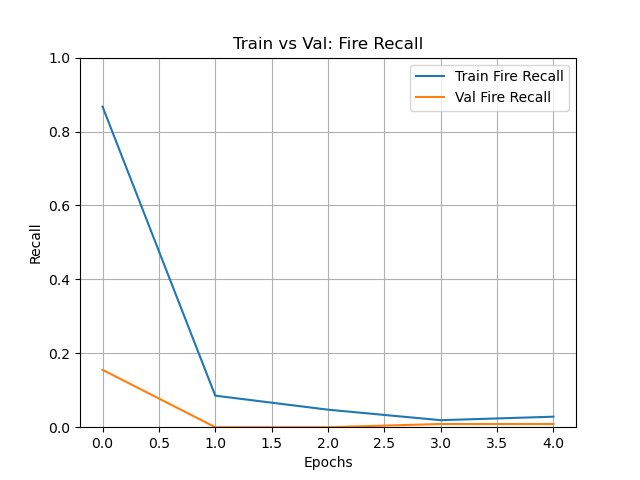 Train vs Val: Fire Recall
Train Fire Recall
Val Fire Recall
Recall
1.0
0.8
0.6
0.4
0.2
0.0
0.0 0.5 1.0 1.5 2.0 2.5 3.0 3.5 4.0
Epochs